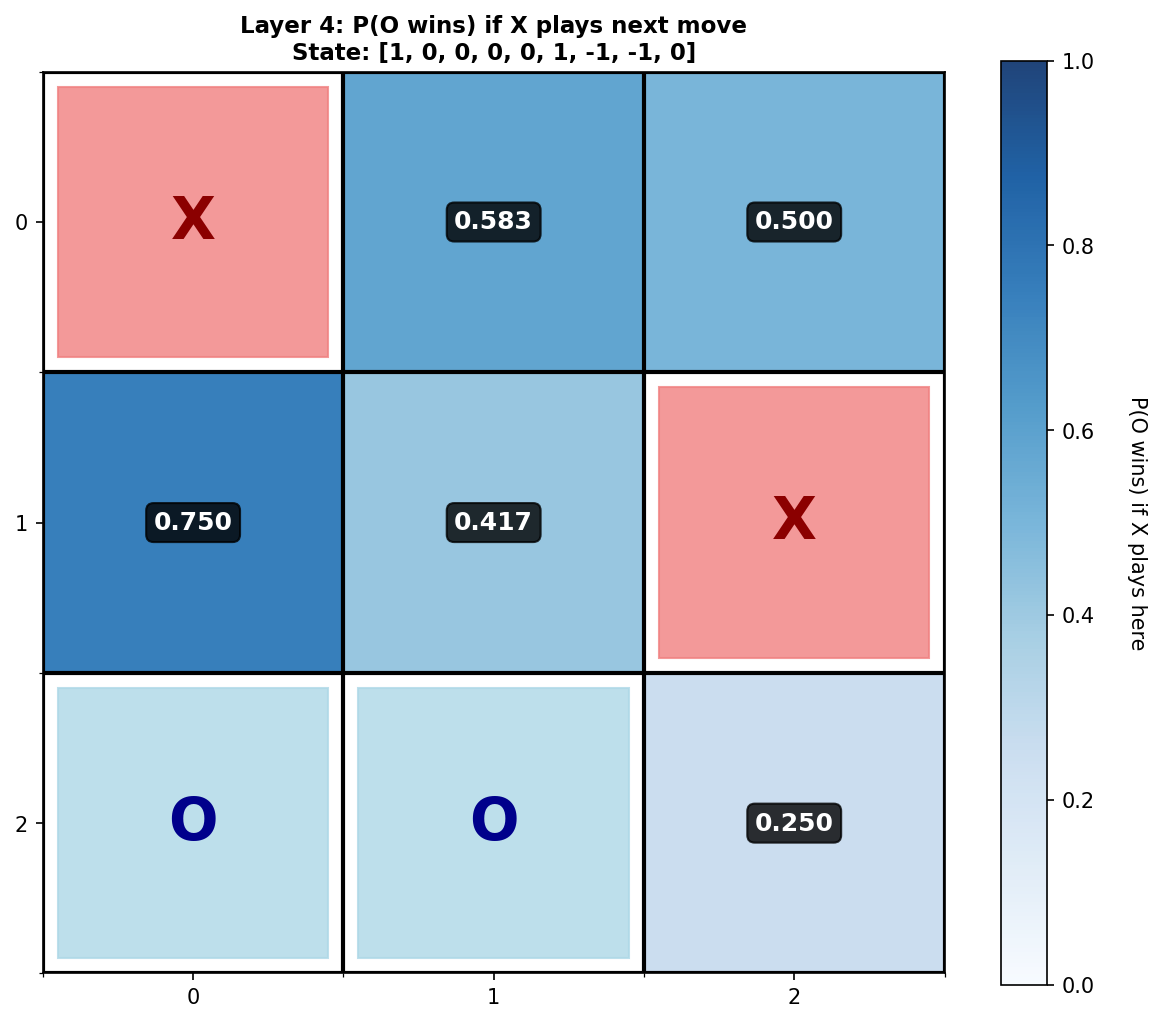 Layer 4: P(O wins) if X plays next move
State: [1, 0, 0, 0, 0, 1, -1, -1, 0]
0
X
0.583
0.500
1
0.750
0.417
X
2
O
O
0.250
0
1
2
1.0
0.8
0.6
0.4
0.2
0.0
P(O wins) if X plays here